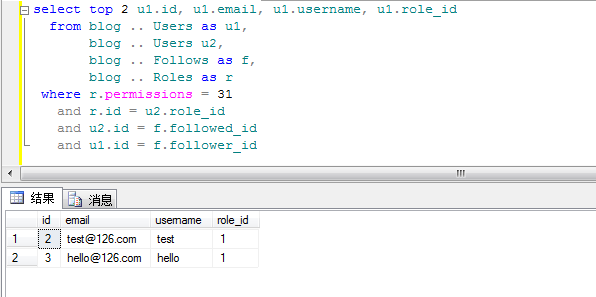 select top 2 u1.id, u1.email, u1.username, u1.role_id
from blog .. Users as u1,
blog .. Users u2,
blog .. Follows as f,
blog .. Roles as r
where r.permissions = 31
and r.id = u2.role_id
and u2.id = f.followed_id
and u1.id = f.follower_id
结果 消息
id email username role_id
1 2 test@126.com test 1
2 3 hello@126.com hello 1